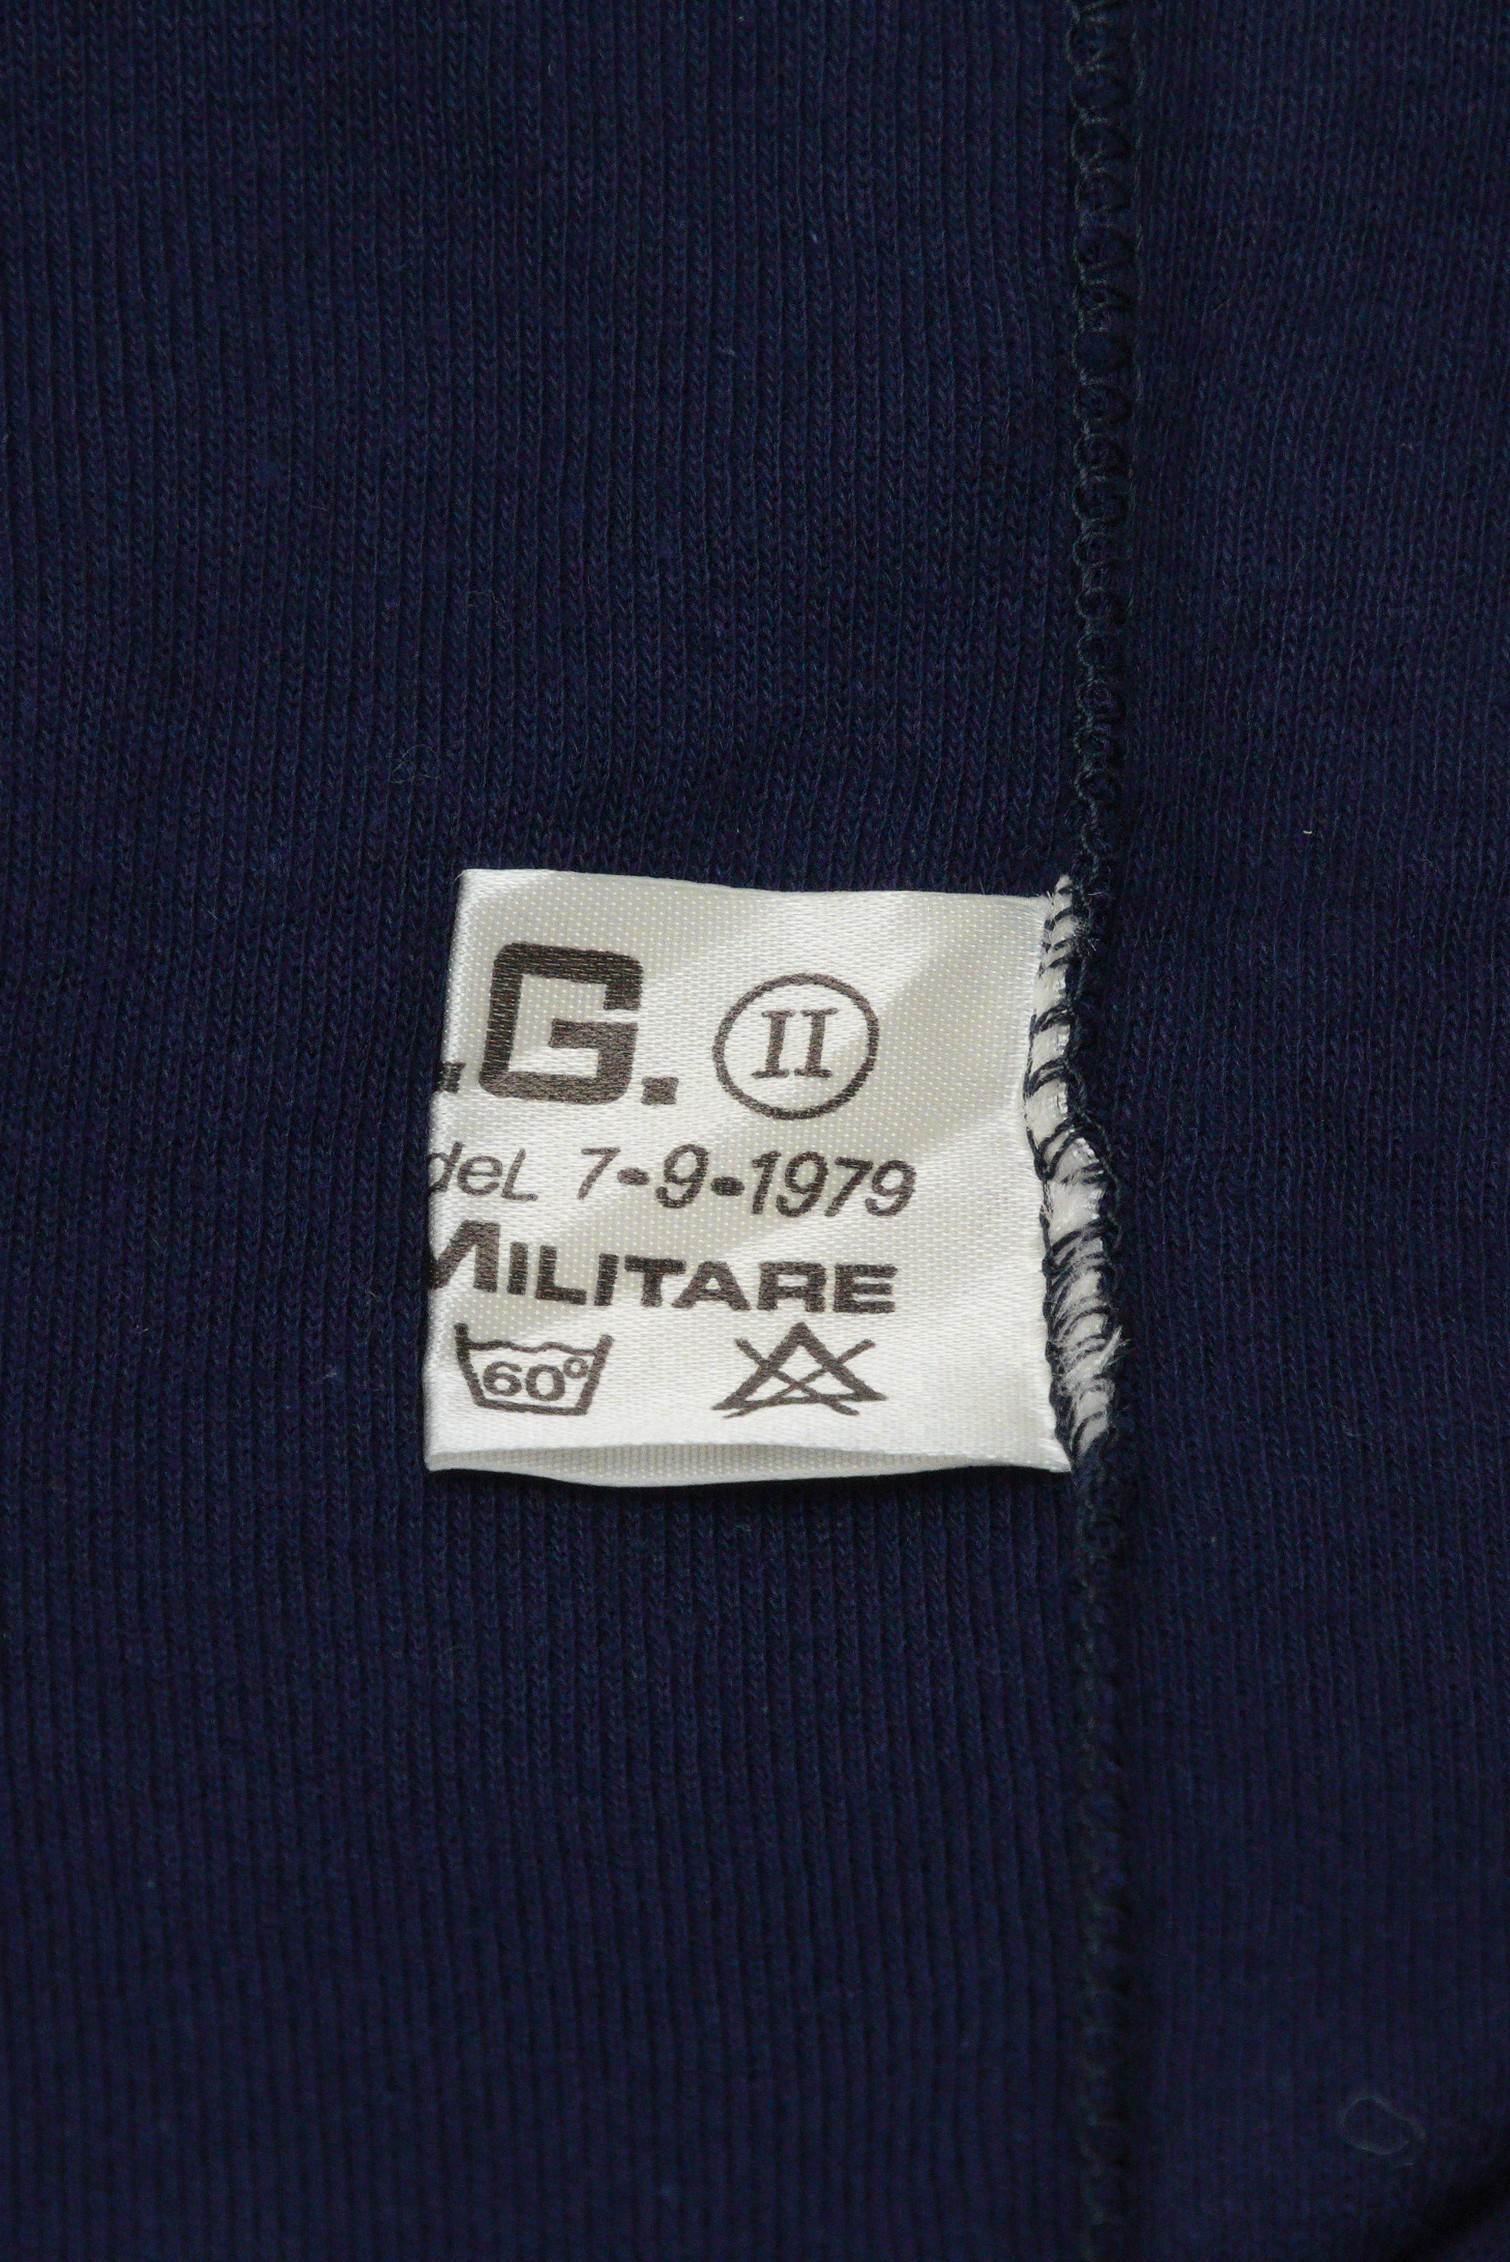 .G. II
del 7-9-1979
MILITARE
60°